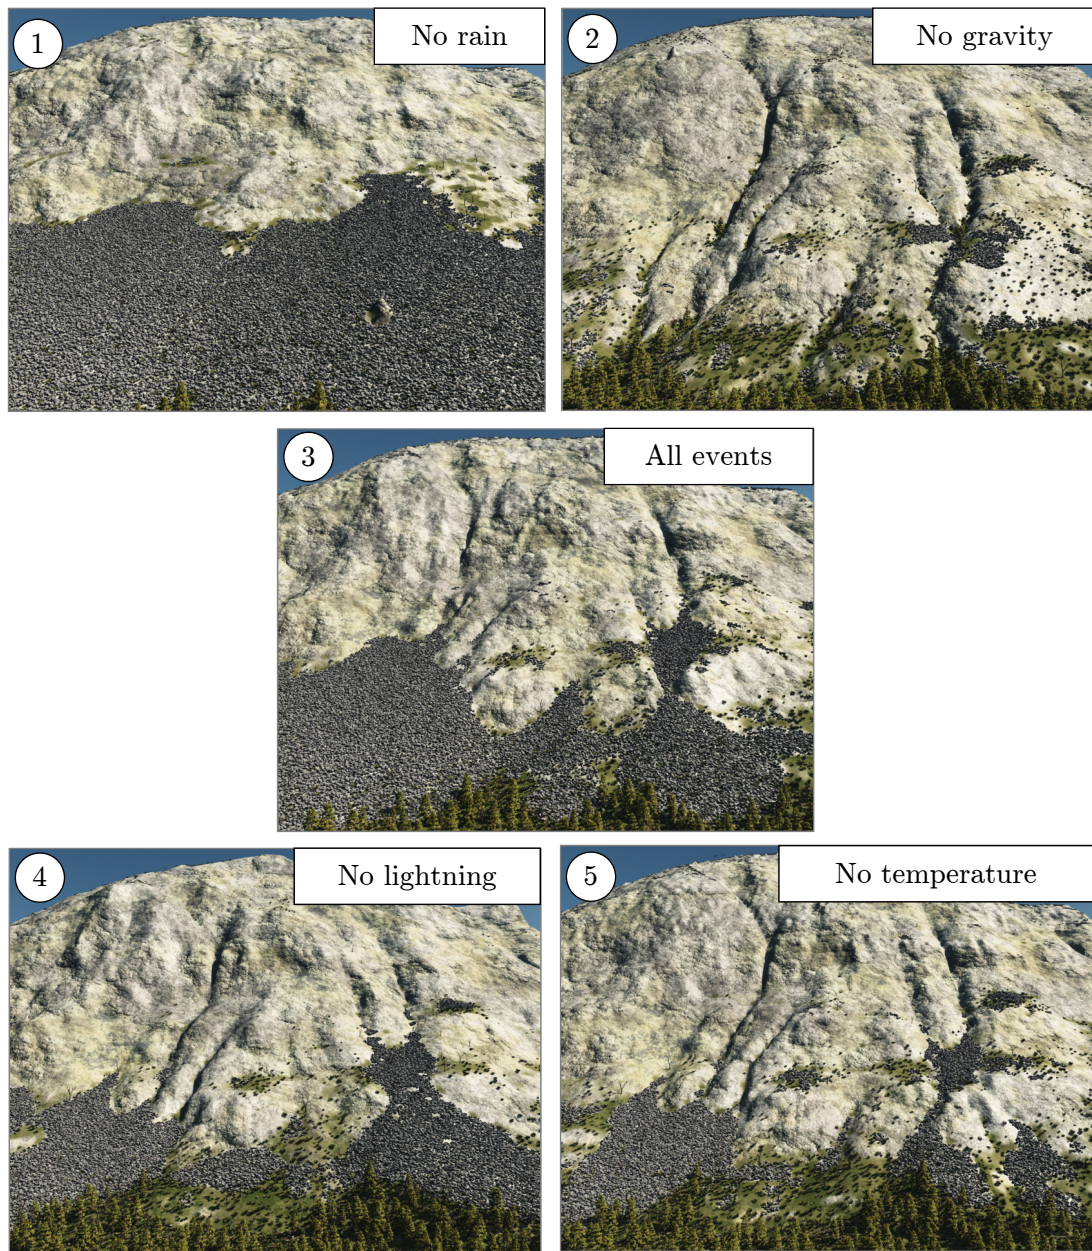 1
No rain
2
No gravity
3
All events
4
No lightning
5
No temperature